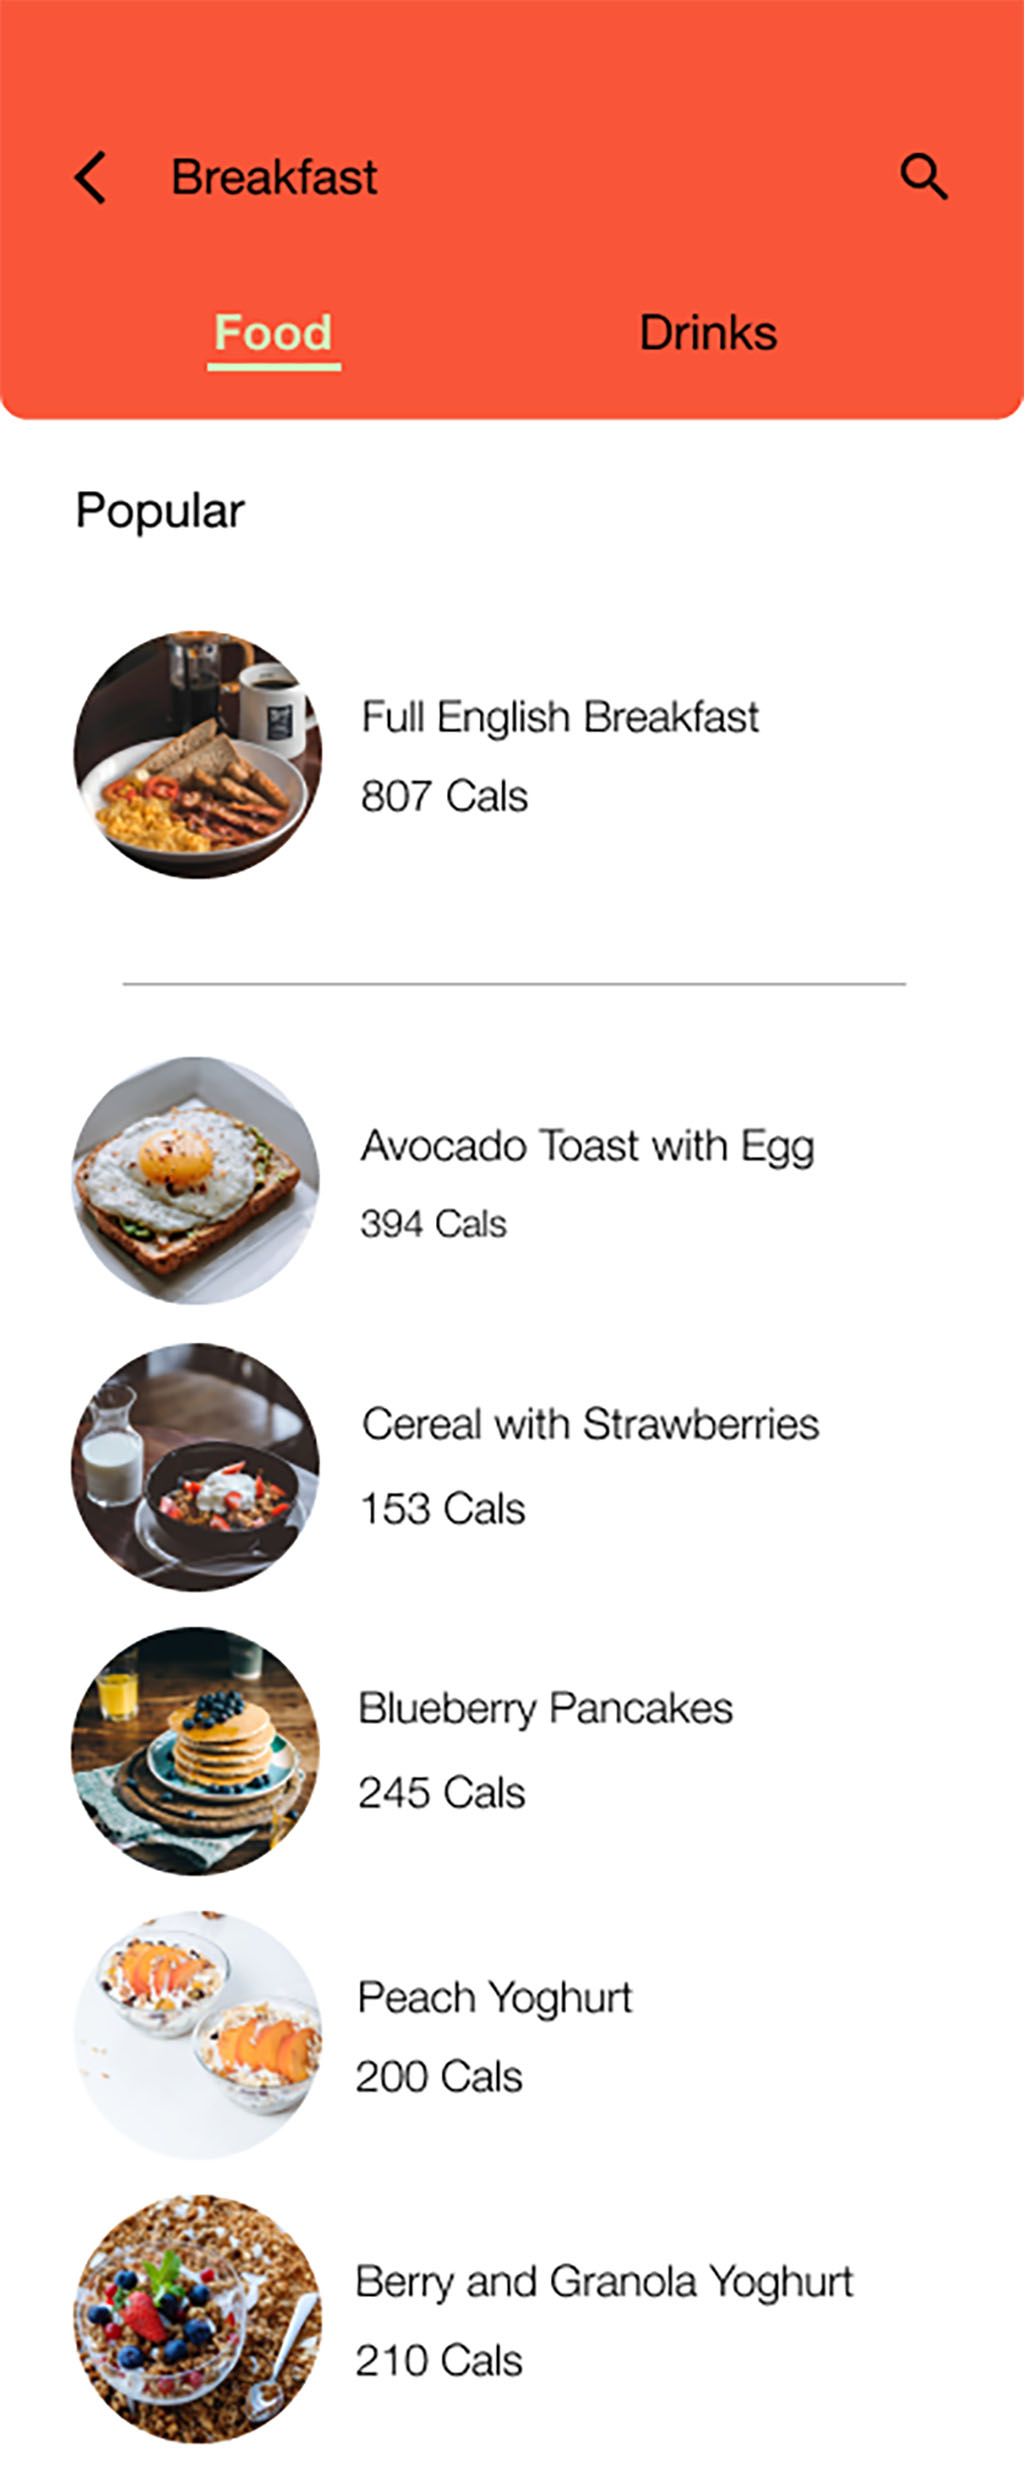 Breakfast
Food
Drinks
Popular
Full English Breakfast
807 Cals
Avocado Toast with Egg
394 Cals
Cereal with Strawberries
153 Cals
Blueberry Pancakes
245 Cals
Peach Yoghurt
200 Cals
Berry and Granola Yoghurt
210 Cals